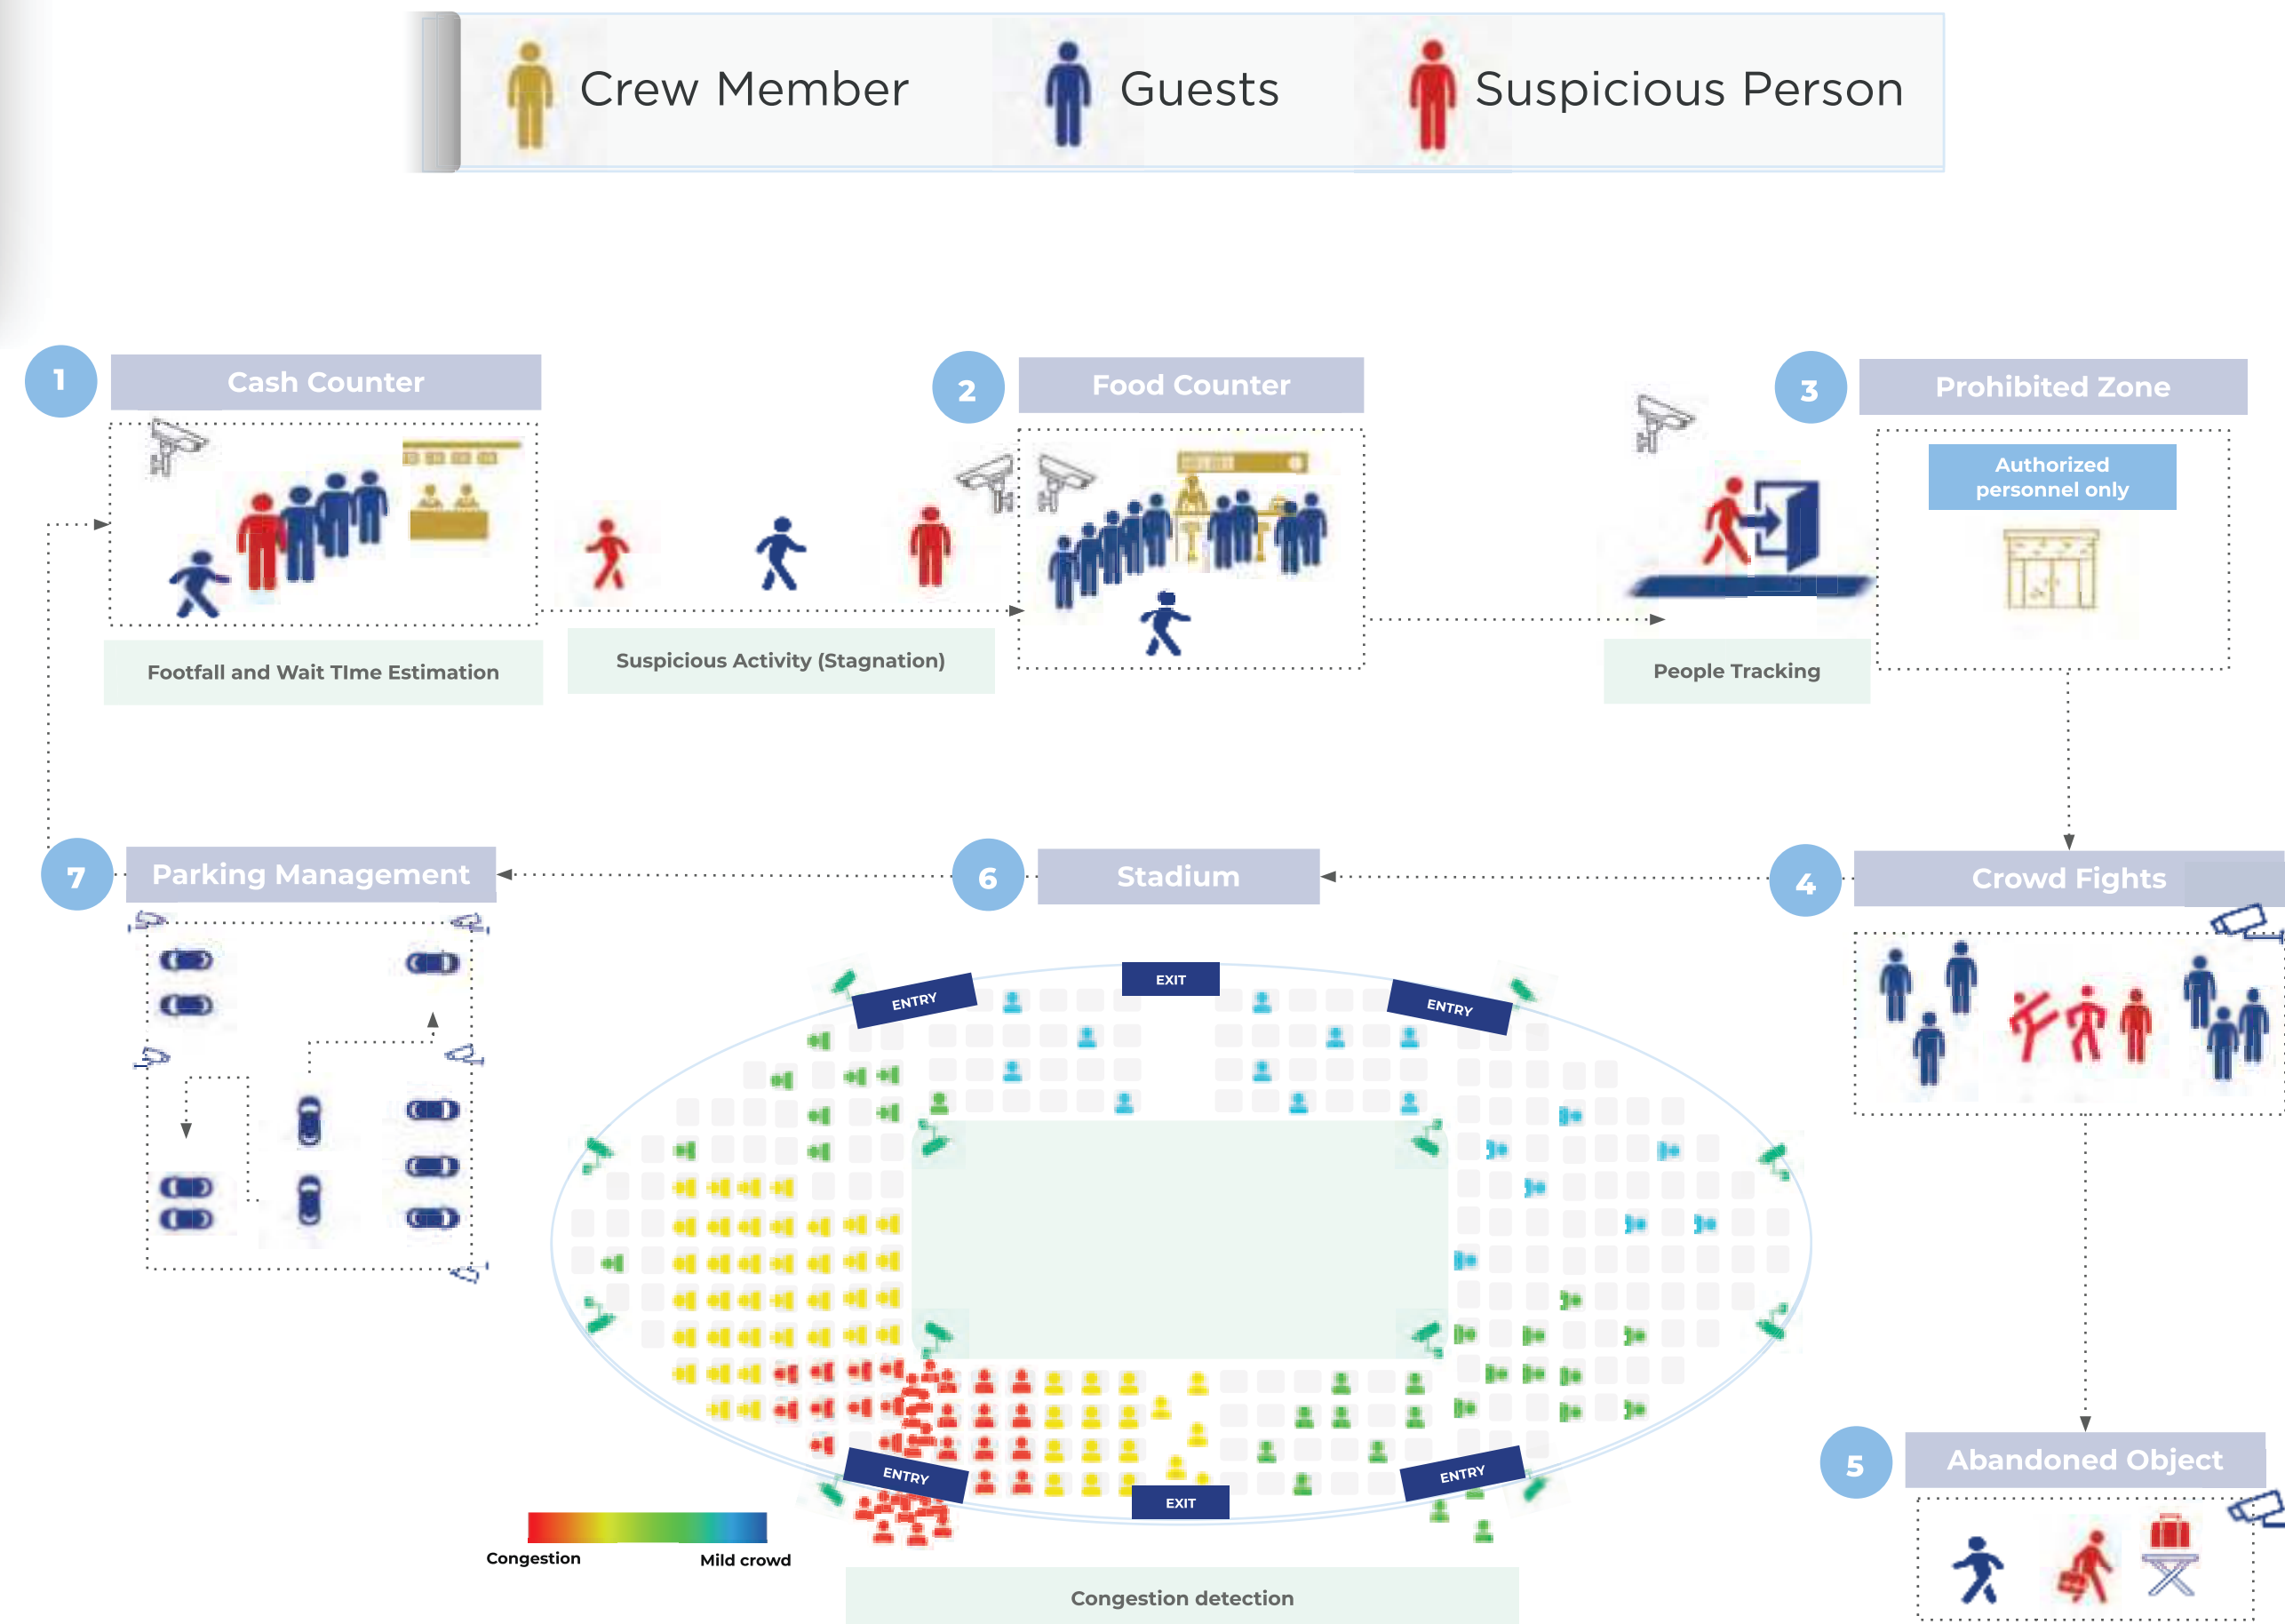 Crew Member
Guests
Suspicious Person
1
Cash Counter
2
Food Counter
3
Prohibited Zone
Authorized
personnel only
Footfall and Wait TIme Estimation
Suspicious Activity (Stagnation)
People Tracking
7
Parking Management
6
Stadium
4
Crowd Fights
ENTRY
EXIT
ENTRY
ENTRY
EXIT
ENTRY
5
Abandoned Object
Congestion
Mild crowd
Congestion detection